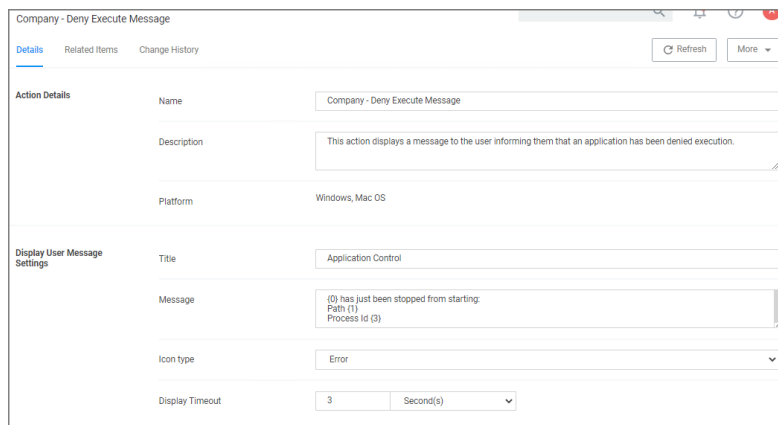 Company - Deny Execute Message
Details Related Items Change History
Refresh More
Action Details
Name Company - Deny Execute Message
Description This action displays a message to the user informing them that an application has been denied execution.
Platform Windows, Mac OS
Display User Message
Settings
Title Application Control
Message {0} has just been stopped from starting:
Path {1}
Process Id {3}
Icon type Error
Display Timeout 3 Second(s)